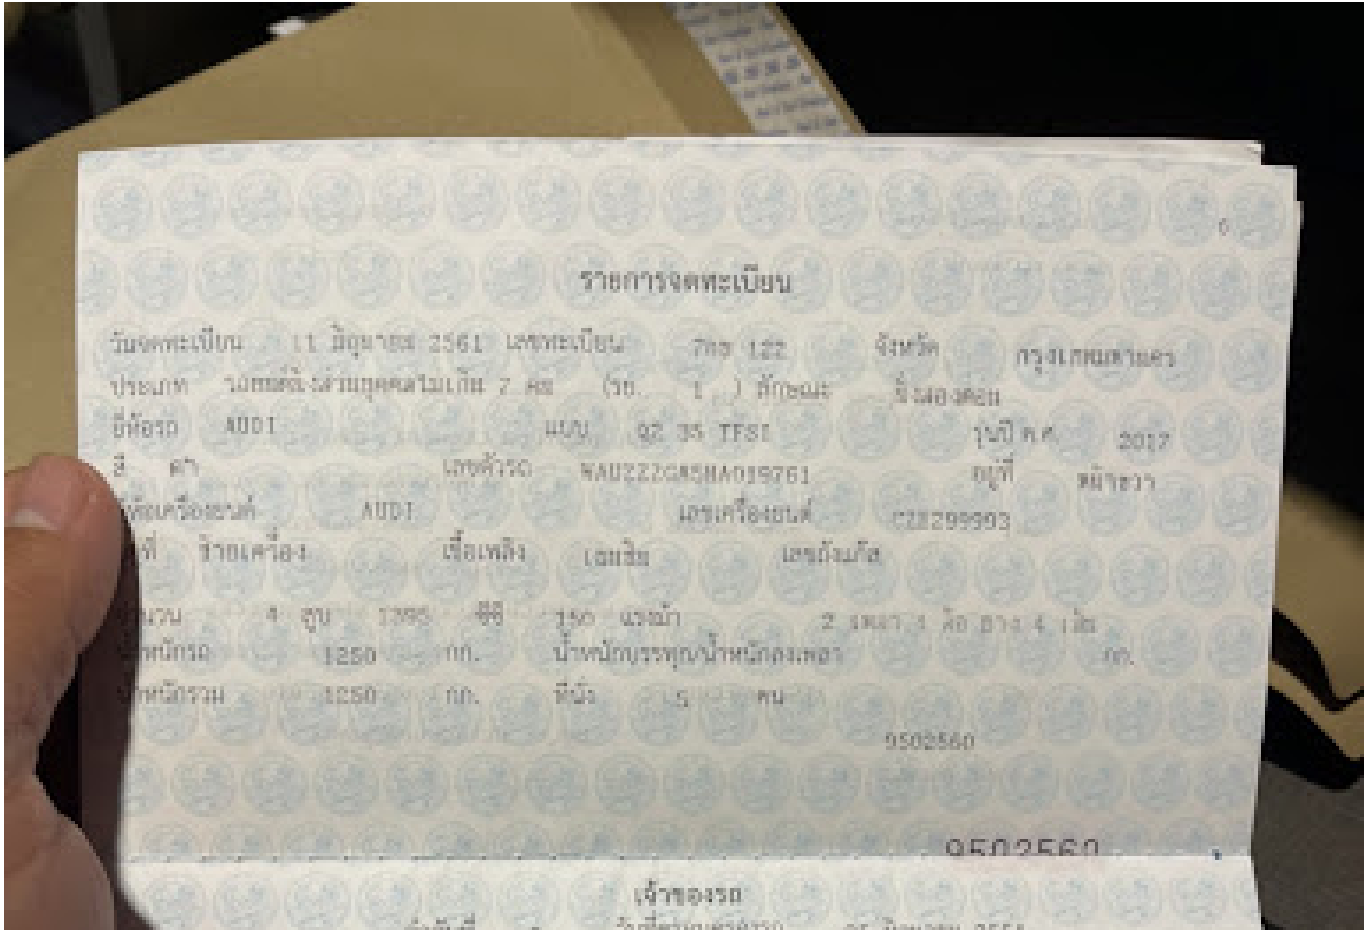 6
รายการจดทะเบียน
วันจดทะเบียน 11 มิถุนายน 2561 เลขทะเบียน 122 จังหวัด กรุงเทพมหานคร
ประเภท รถยนต์นั่งส่วนบุคคลไม่เกิน 7 คน (รย. 1 ) ลักษณะ นั่งสองตอน
ยี่ห้อรถ AUDI แบบ Q2 35 TFSI รุ่นปี ค.ศ. 2017
สี ดำ เลขตัวรถ WAUZZZGA5HA019761 อยู่ที่ หน้าขวา
ยี่ห้อเครื่องยนต์ AUDI เลขเครื่องยนต์
ที่ ซ้ายเครื่อง เชื้อเพลิง เบนซิน เลขถังแก๊ส
จำนวน 4 สูบ 1395 ซีซี 150 แรงม้า 2 เพลา 4 ล้อ ยาง 4 เส้น
น้ำหนักรถ 1250 กก. น้ำหนักบรรทุก/น้ำหนักลงเพลา กก.
น้ำหนักรวม 1250 กก. ที่นั่ง 5 คน
9502560
9502560
เจ้าของรถ
ลำดับที่